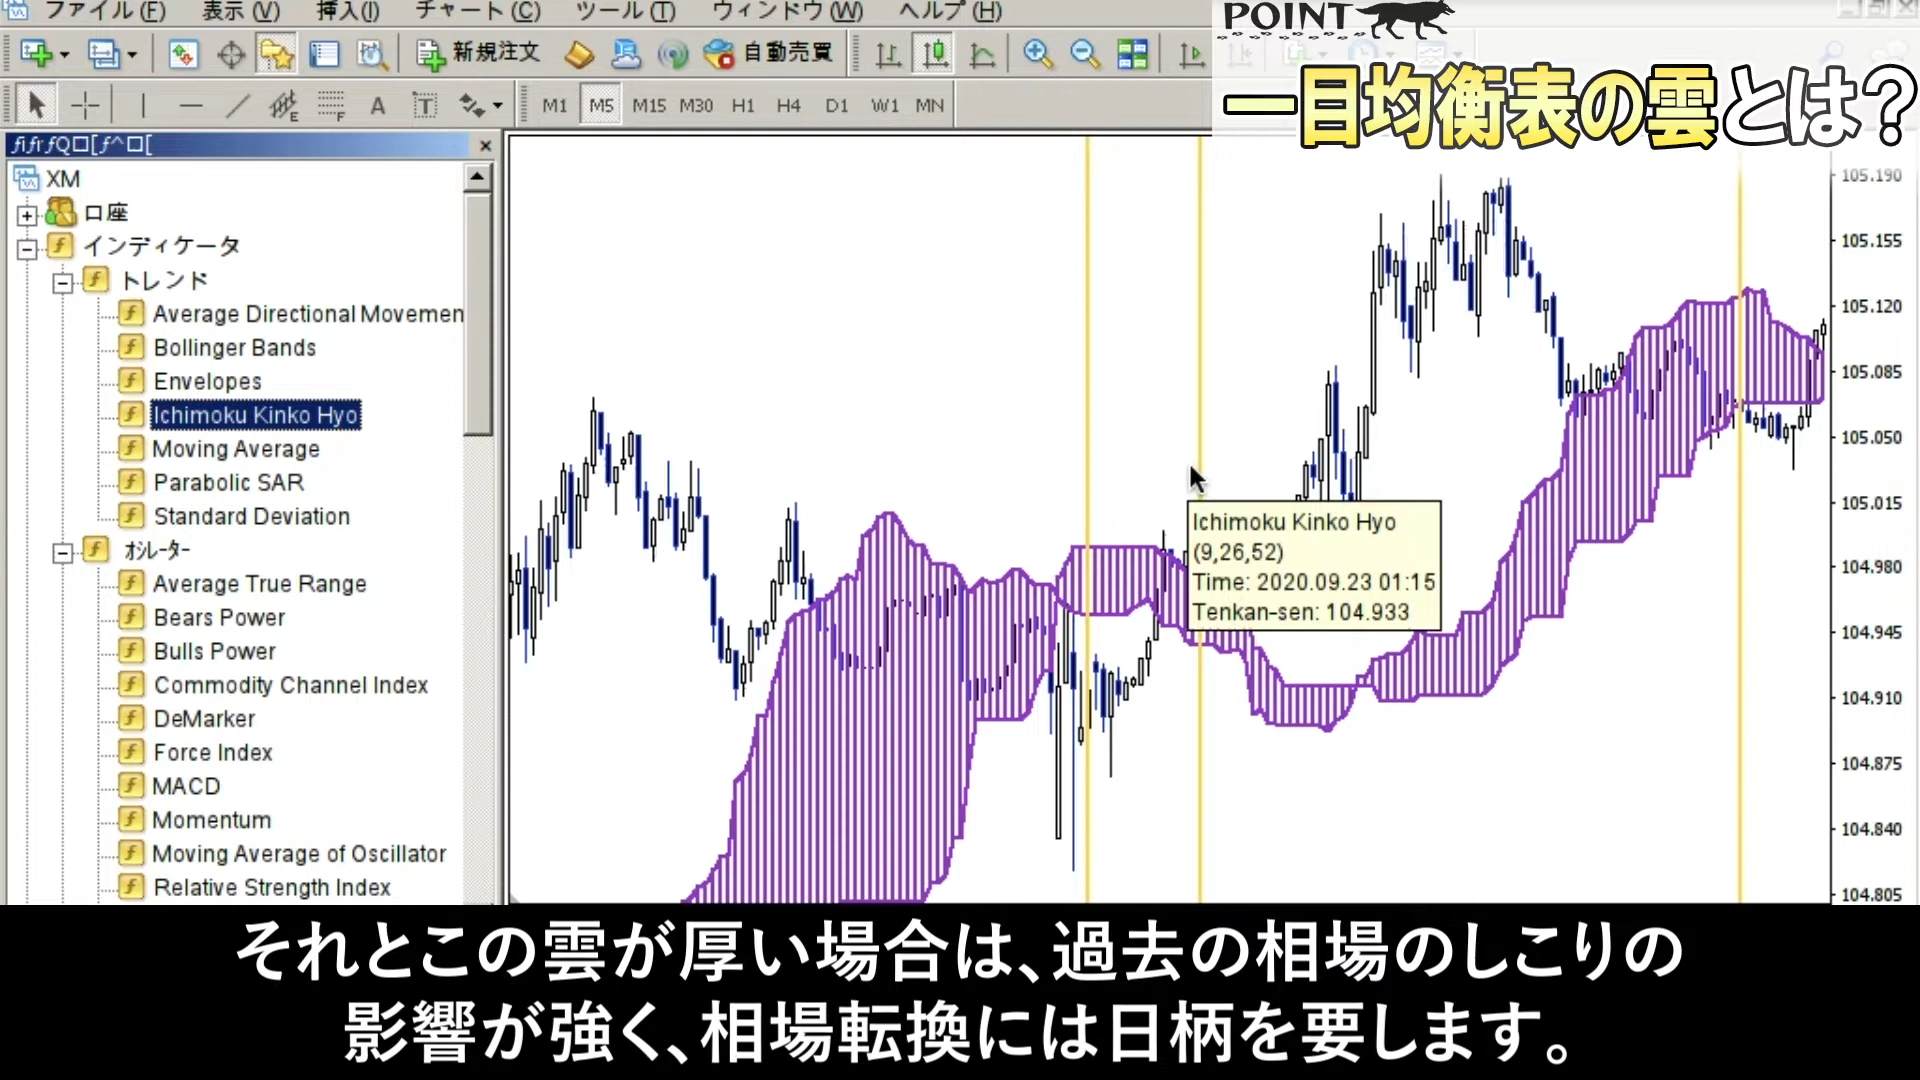 ファイル (F) 表示 (V) 挿入(I) チャート (C) ツール (T) ウィンドウ (W) ヘルプ (H)
POINT
一目均衡表の雲とは？
新規注文 自動売買
A T E F
M1 M5 M15 M30 H1 H4 D1 W1 MN
XM
口座
インディケータ
トレンド
Average Directional Movemen
Bollinger Bands
Envelopes
Ichimoku Kinko Hyo
Moving Average
Parabolic SAR
Standard Deviation
ｵｼﾚｰﾀｰ
Average True Range
Bears Power
Bulls Power
Commodity Channel Index
DeMarker
Force Index
MACD
Momentum
Moving Average of Oscillator
Relative Strength Index
Ichimoku Kinko Hyo
(9,26,52)
Time: 2020.09.23 01:15
Tenkan-sen: 104.933
105.190
105.155
105.120
105.085
105.050
105.015
104.980
104.945
104.910
104.875
104.840
104.805
それとこの雲が厚い場合は、過去の相場のしこりの
影響が強く、相場転換には日柄を要します。